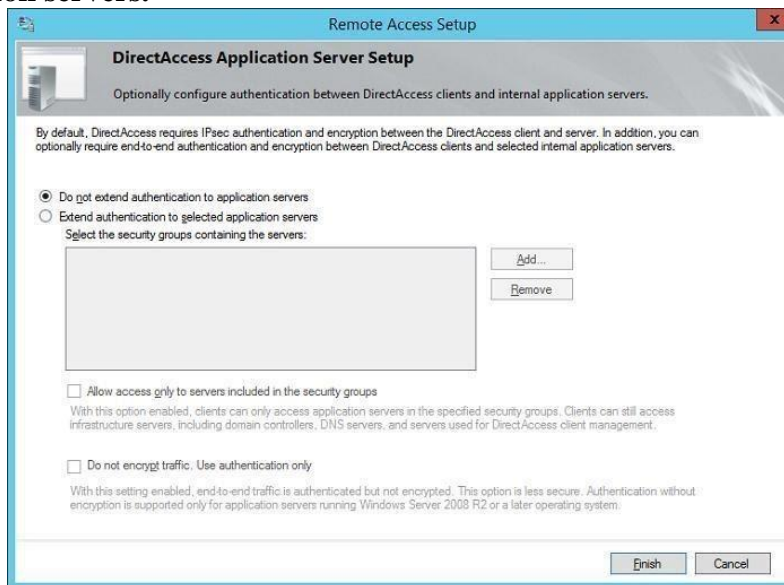 Remote Access Setup
x
DirectAccess Application Server Setup
Optionally configure authentication between DirectAccess clients and internal application servers.
By default, DirectAccess requires IPsec authentication and encryption between the DirectAccess client and server. In addition, you can
optionally require end-to-end authentication and encryption between DirectAccess clients and selected internal application servers.
Do not extend authentication to application servers
Extend authentication to selected application servers
Select the security groups containing the servers:
Add...
Remove
Allow access only to servers included in the security groups
With this option enabled, clients can only access application servers in the specified security groups. Clients can still access
infrastructure servers, including domain controllers, DNS servers, and servers used for DirectAccess client management.
Do not encrypt traffic. Use authentication only
With this setting enabled, end-to-end traffic is authenticated but not encrypted. This option is less secure. Authentication without
encryption is supported only for application servers running Windows Server 2008 R2 or a later operating system.
Finish
Cancel